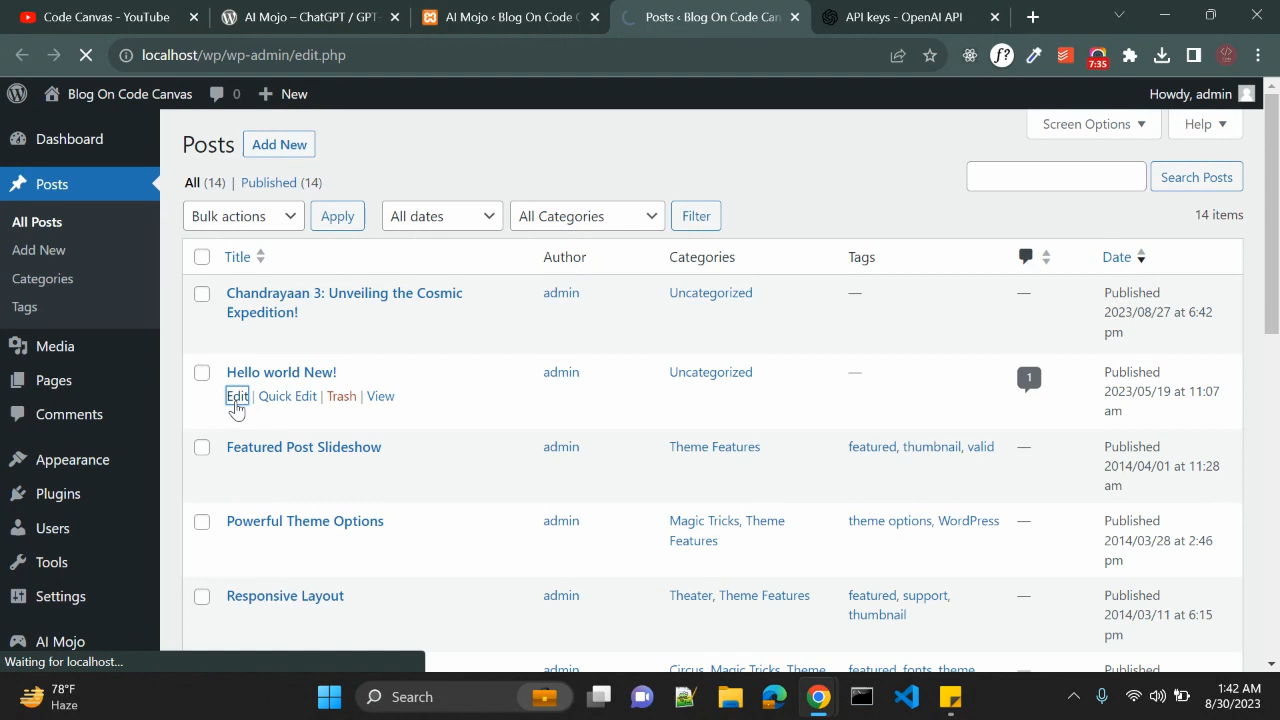 Code Canvas - YouTube
AI Mojo – ChatGPT / GPT-
AI Mojo ‹ Blog On Code C
Posts ‹ Blog On Code Can
API keys - OpenAI API
localhost/wp/wp-admin/edit.php
f?
7:35
Blog On Code Canvas 0 New
Howdy, admin
Dashboard
Posts
All Posts
Add New
Categories
Tags
Media
Pages
Comments
Appearance
Plugins
Users
Tools
Settings
AI Mojo
Posts Add New
Screen Options Help
All (14) | Published (14)
Search Posts
Bulk actions Apply All dates All Categories Filter
14 items
Title Author Categories Tags Date
Chandrayaan 3: Unveiling the Cosmic
Expedition!
admin Uncategorized — —
Published
2023/08/27 at 6:42
pm
Hello world New!
Edit | Quick Edit | Trash | View
admin Uncategorized — 1
Published
2023/05/19 at 11:07
am
Featured Post Slideshow
admin Theme Features featured, thumbnail, valid —
Published
2014/04/01 at 11:28
am
Powerful Theme Options
admin
Magic Tricks, Theme
Features
theme options, WordPress —
Published
2014/03/28 at 2:46
pm
Responsive Layout
admin Theater, Theme Features
featured, support,
thumbnail
—
Published
2014/03/11 at 6:15
pm
admin Circus, Magic Tricks, Theme featured, fonts, theme Published
Waiting for localhost...
78°F
Haze
Search
1:42 AM
8/30/2023